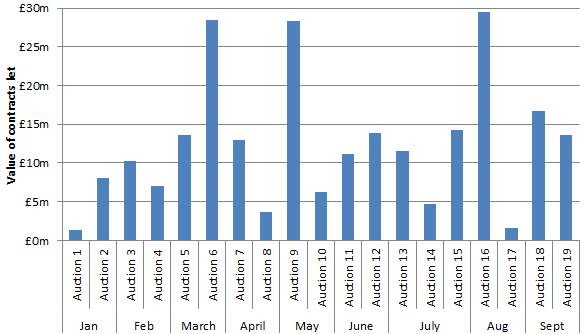 £30m
£25m
£20m
£15m
£10m
£5m
£0m
Value of contracts let
Auction 1
Auction 2
Auction 3
Auction 4
Auction 5
Auction 6
Auction 7
Auction 8
Auction 9
Auction 10
Auction 11
Auction 12
Auction 13
Auction 14
Auction 15
Auction 16
Auction 17
Auction 18
Auction 19
Jan Feb March April May June July Aug Sept